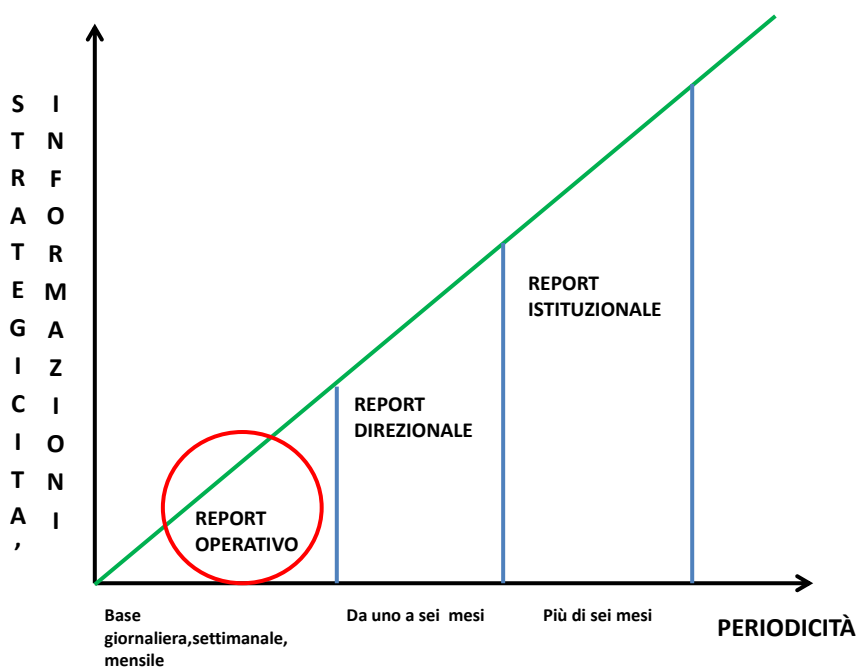 STRATEGICITA'
INFORMAZIONI
REPORT
ISTITUZIONALE
REPORT
DIREZIONALE
REPORT
OPERATIVO
Base
giornaliera,settimanale,
mensile
Da uno a sei mesi
Più di sei mesi
PERIODICITÀ